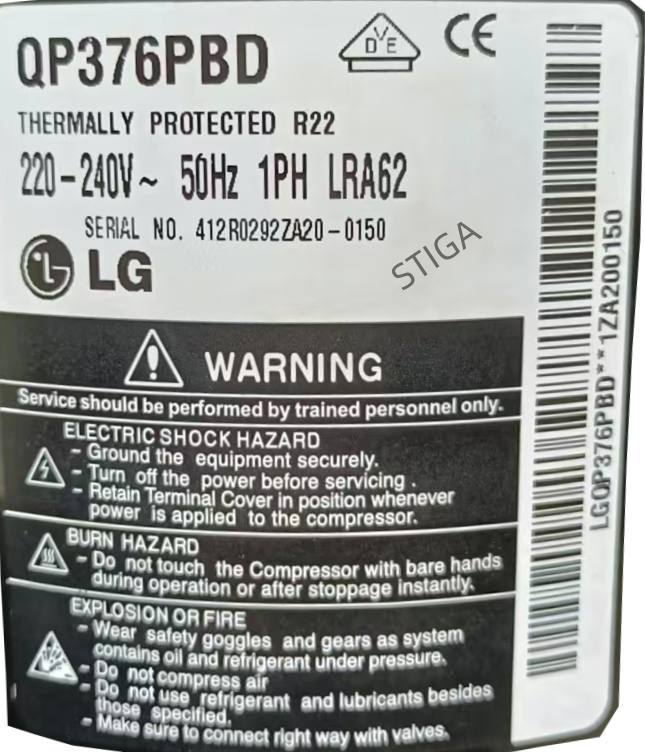 QP376PBD
VDE
CE
THERMALLY PROTECTED R22
220-240V~ 50Hz 1PH LRA62
SERIAL NO. 412R0292ZA20-0150
LG
STIGA
WARNING
Service should be performed by trained personnel only.
ELECTRIC SHOCK HAZARD
- Ground the equipment securely.
- Turn off the power before servicing.
- Retain Terminal Cover in position whenever
power is applied to the compressor.
BURN HAZARD
- Do not touch the Compressor with bare hands
during operation or after stoppage instantly.
EXPLOSION OR FIRE
- Wear safety goggles and gears as system
contains oil and refrigerant under pressure.
- Do not compress air
- Do not use refrigerant and lubricants besides
those specified.
- Make sure to connect right way with valves.
LGQP376PBD**1ZA200150